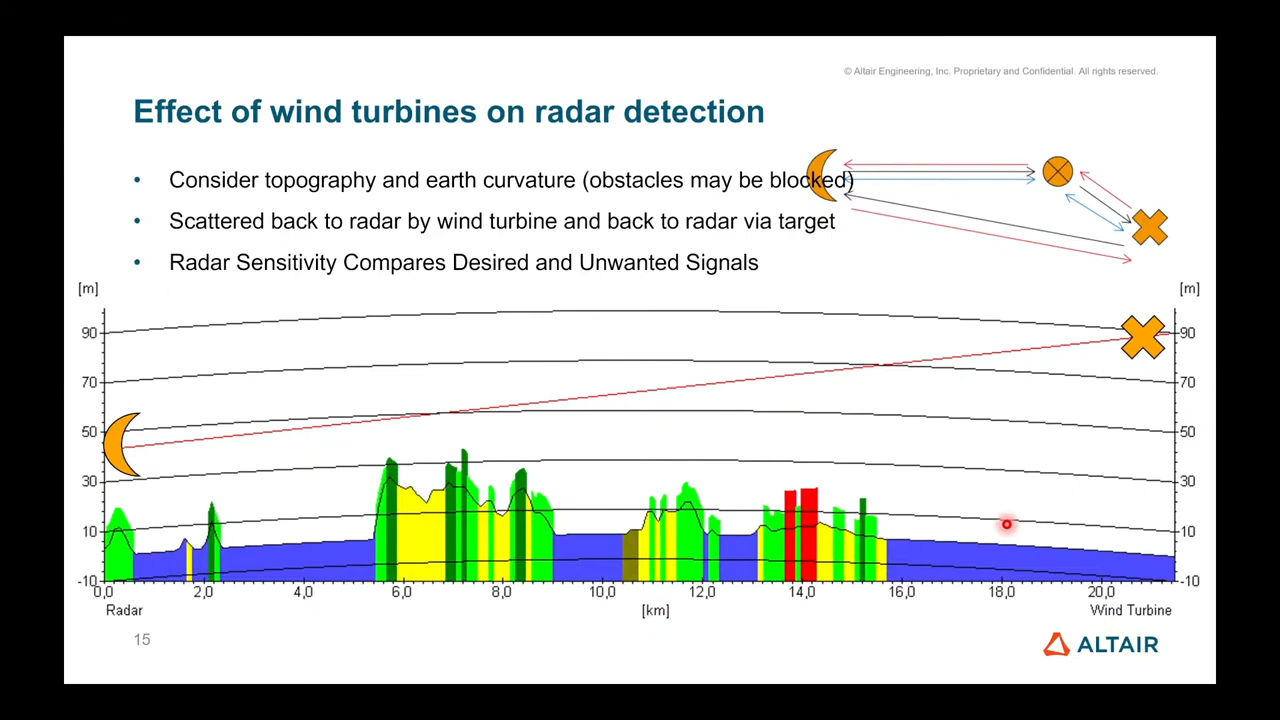 © Altair Engineering, Inc. Proprietary and Confidential. All rights reserved.
Effect of wind turbines on radar detection
• Consider topography and earth curvature (obstacles may be blocked)
• Scattered back to radar by wind turbine and back to radar via target
• Radar Sensitivity Compares Desired and Unwanted Signals
[m] [m]
90 90
70 70
50 50
30 30
10 10
-10 -10
0,0 2,0 4,0 6,0 8,0 10,0 12,0 14,0 16,0 18,0 20,0
Radar [km] Wind Turbine
15
ALTAIR